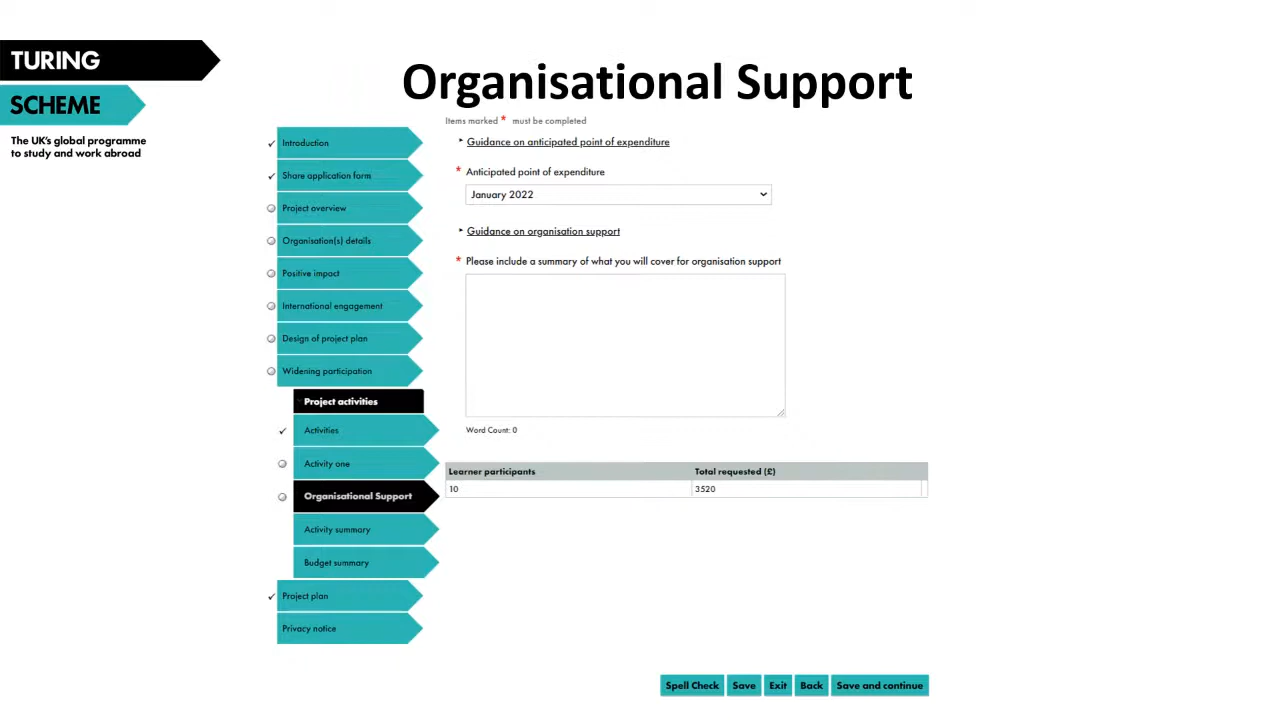 TURING
SCHEME
The UK's global programme
to study and work abroad
Organisational Support
Items marked * must be completed
Introduction
Share application form
Project overview
Organisation(s) details
Positive impact
International engagement
Design of project plan
Widening participation
Project activities
Activities
Activity one
Organisational Support
Activity summary
Budget summary
Project plan
Privacy notice
Guidance on anticipated point of expenditure
* Anticipated point of expenditure
January 2022
Guidance on organisation support
* Please include a summary of what you will cover for organisation support
Word Count: 0
Learner participants Total requested (£)
10 3520
Spell Check Save Exit Back Save and continue